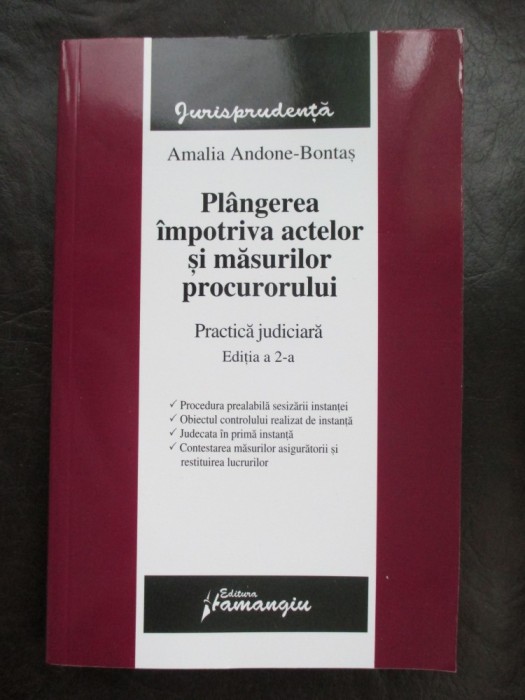 Jurisprudență
Amalia Andone-Bontaș
Plângerea
împotriva actelor
și măsurilor
procurorului
Practică judiciară
Ediția a 2-a
✓ Procedura prealabilă sesizării instanței
✓ Obiectul controlului realizat de instanță
✓ Judecata în primă instanță
✓ Contestarea măsurilor asigurătorii și
restituirea lucrurilor
Editura
Hamangiu